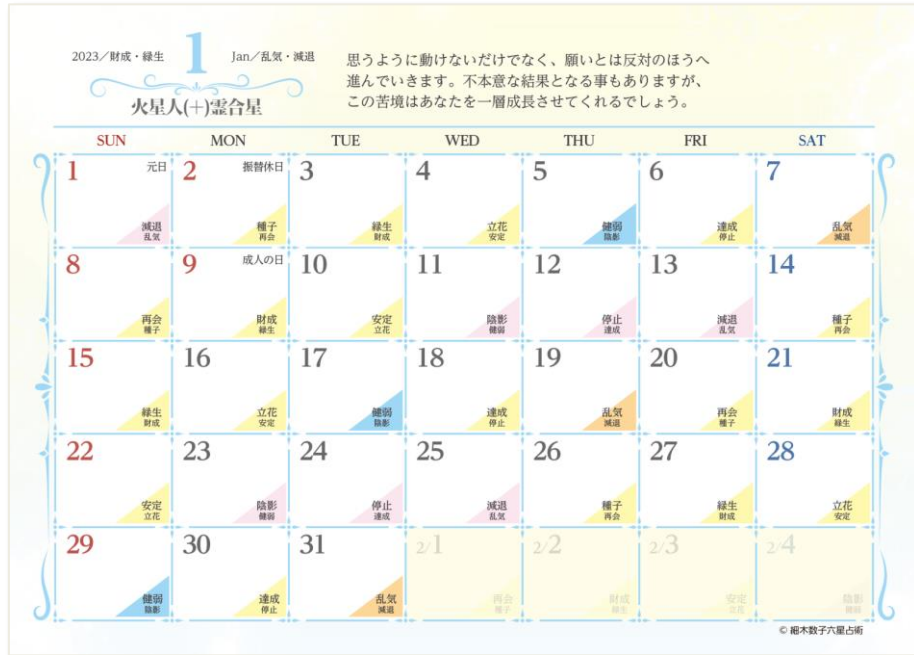 2023／財成・緑生
1
Jan／乱気・減退
火星人(＋)霊合星
思うように動けないだけでなく、願いとは反対のほうへ
進んでいきます。不本意な結果となる事もありますが、
この苦境はあなたを一層成長させてくれるでしょう。
SUN MON TUE WED THU FRI SAT
1 元日 2 振替休日 3 4 5 6 7
減退 種子 緑生 立花 健弱 達成 乱気
乱気 再会 財成 安定 陰影 停止 減退
8 9 成人の日 10 11 12 13 14
再会 財成 安定 陰影 停止 減退 種子
種子 緑生 立花 健弱 達成 乱気 再会
15 16 17 18 19 20 21
緑生 立花 健弱 達成 乱気 再会 財成
財成 安定 陰影 停止 減退 種子 緑生
22 23 24 25 26 27 28
安定 陰影 停止 減退 種子 緑生 立花
立花 健弱 達成 乱気 再会 財成 安定
29 30 31 2/1 2/2 2/3 2/4
健弱 達成 乱気 再会 財成 安定 陰影
陰影 停止 減退 種子 緑生 立花 健弱
© 細木数子六星占術